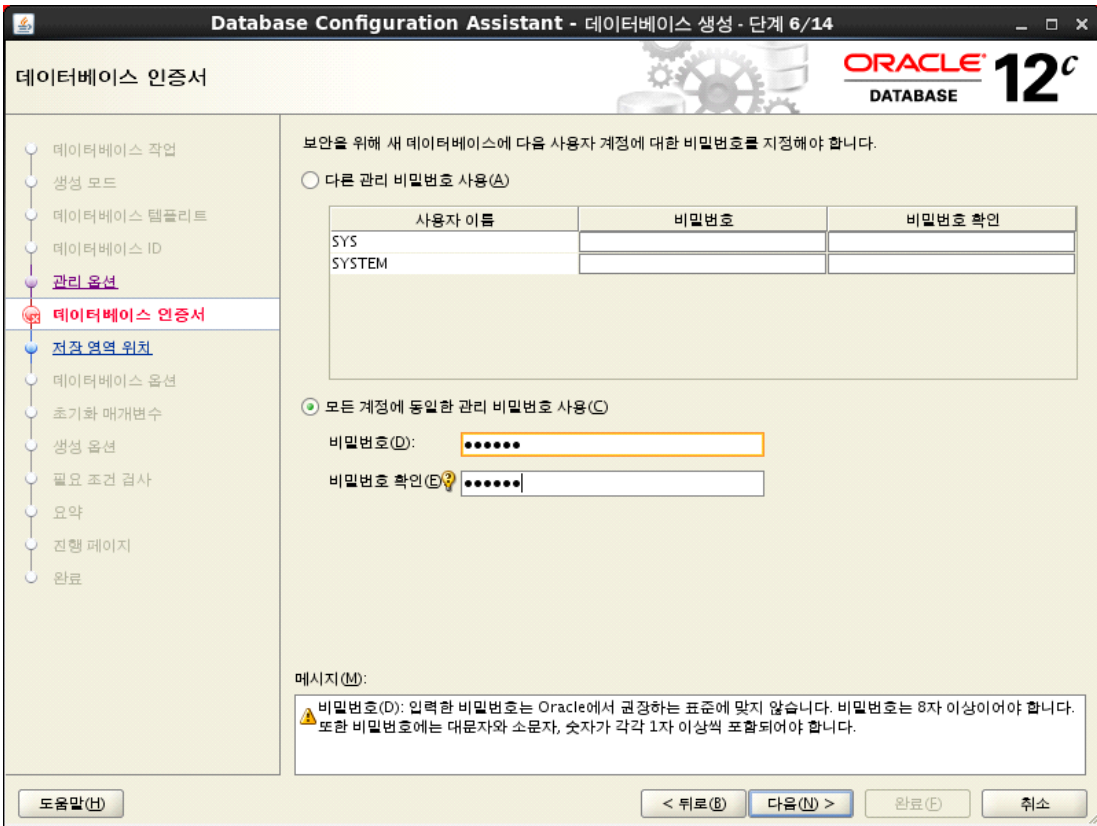 Database Configuration Assistant - 데이터베이스 생성 - 단계 6/14
데이터베이스 인증서
ORACLE
DATABASE
12c
데이터베이스 작업
생성 모드
데이터베이스 템플리트
데이터베이스 ID
관리 옵션
데이터베이스 인증서
저장 영역 위치
데이터베이스 옵션
초기화 매개변수
생성 옵션
필요 조건 검사
요약
진행 페이지
완료
보안을 위해 새 데이터베이스에 다음 사용자 계정에 대한 비밀번호를 지정해야 합니다.
다른 관리 비밀번호 사용(A)
사용자 이름 비밀번호 비밀번호 확인
SYS
SYSTEM
모든 계정에 동일한 관리 비밀번호 사용(C)
비밀번호(D): ••••••
비밀번호 확인(E) ••••••
메시지(M):
비밀번호(D): 입력한 비밀번호는 Oracle에서 권장하는 표준에 맞지 않습니다. 비밀번호는 8자 이상이어야 합니다.
또한 비밀번호에는 대문자와 소문자, 숫자가 각각 1자 이상씩 포함되어야 합니다.
도움말(H) < 뒤로(B) 다음(N) > 완료(F) 취소